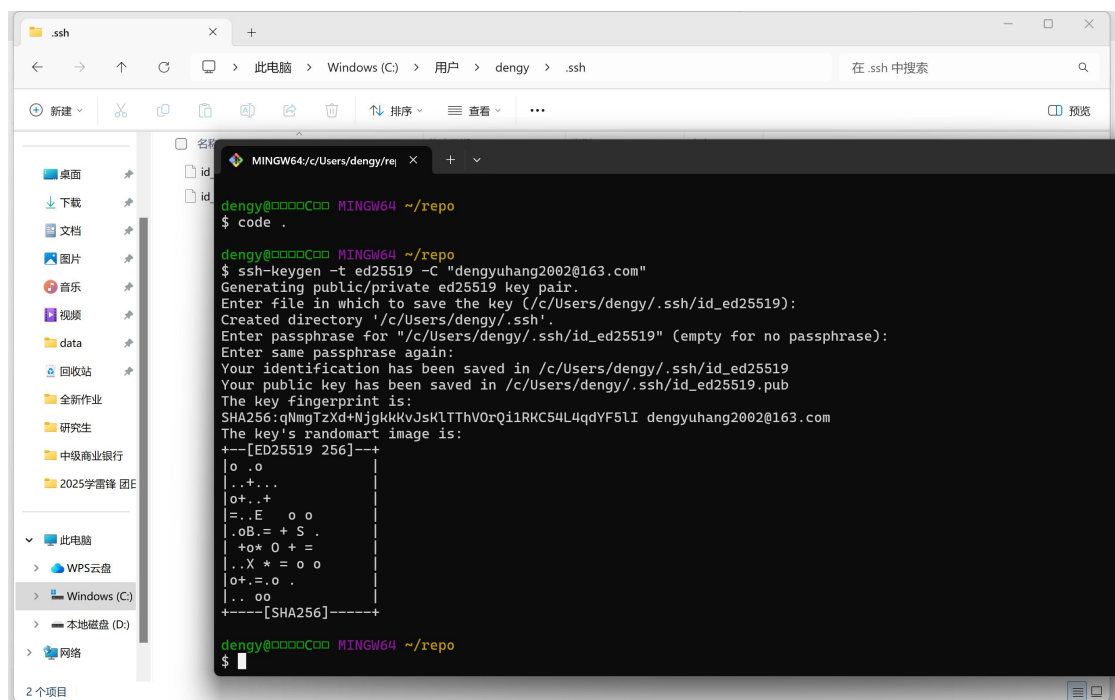 .ssh
此电脑 > Windows (C:) > 用户 > dengy > .ssh
在 .ssh 中搜索
新建
排序
查看
预览
桌面
下载
文档
图片
音乐
视频
data
回收站
全新作业
研究生
中级商业银行
2025学雷锋 团日
此电脑
WPS云盘
Windows (C:)
本地磁盘 (D:)
网络
2 个项目
id_
id_
MINGW64:/c/Users/dengy/re
dengy@□□□□C□□ MINGW64 ~/repo
$ code .
dengy@□□□□C□□ MINGW64 ~/repo
$ ssh-keygen -t ed25519 -C "dengyuhang2002@163.com"
Generating public/private ed25519 key pair.
Enter file in which to save the key (/c/Users/dengy/.ssh/id_ed25519):
Created directory '/c/Users/dengy/.ssh'.
Enter passphrase for "/c/Users/dengy/.ssh/id_ed25519" (empty for no passphrase):
Enter same passphrase again:
Your identification has been saved in /c/Users/dengy/.ssh/id_ed25519
Your public key has been saved in /c/Users/dengy/.ssh/id_ed25519.pub
The key fingerprint is:
SHA256:qNmgTzXd+NjgkkKvJsKlTThVOrQi1RKC54L4qdYF5lI dengyuhang2002@163.com
The key's randomart image is:
+--[ED25519 256]--+
|o .o             |
|..+...           |
|o+..+            |
|=..E   o o       |
|.oB.= + S .      |
| +o* O + =       |
|..X * = o o      |
|o+.=.o .         |
|.. oo            |
+----[SHA256]-----+
dengy@□□□□C□□ MINGW64 ~/repo
$